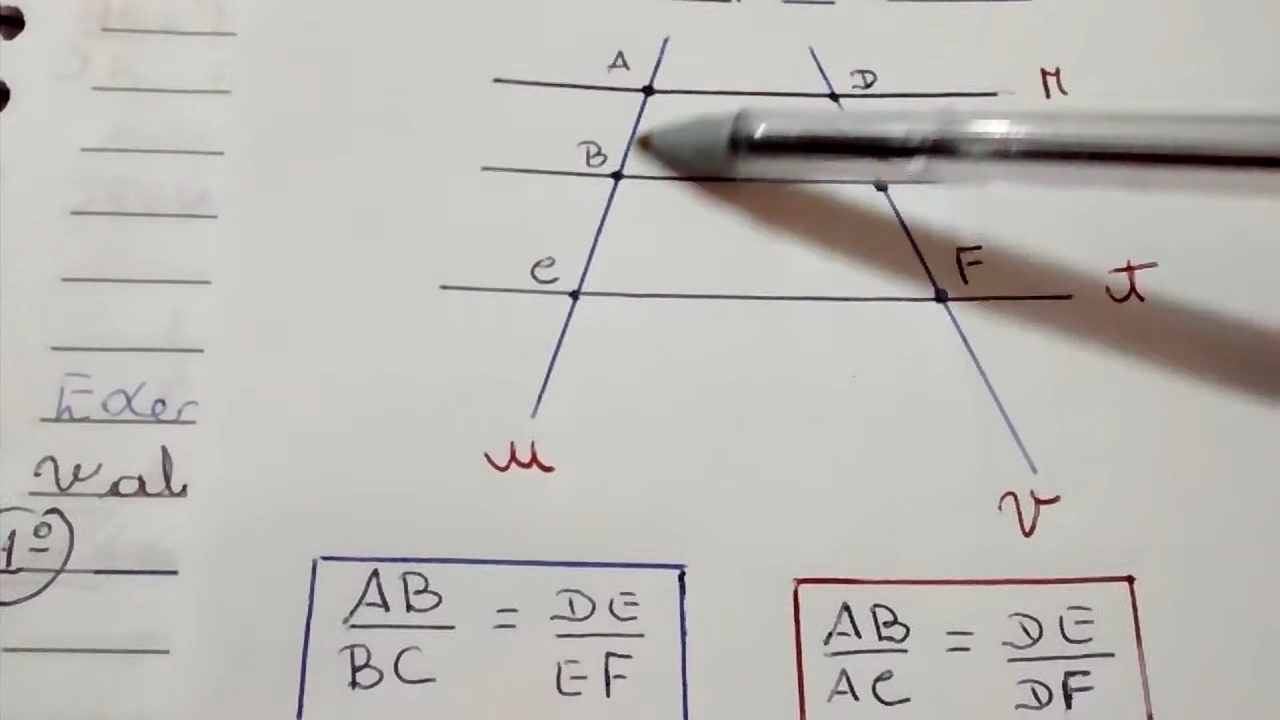 A
D
r
B
C
F
t
u
v
Exer
val
1º
AB/BC = DE/EF
AB/AC = DE/DF